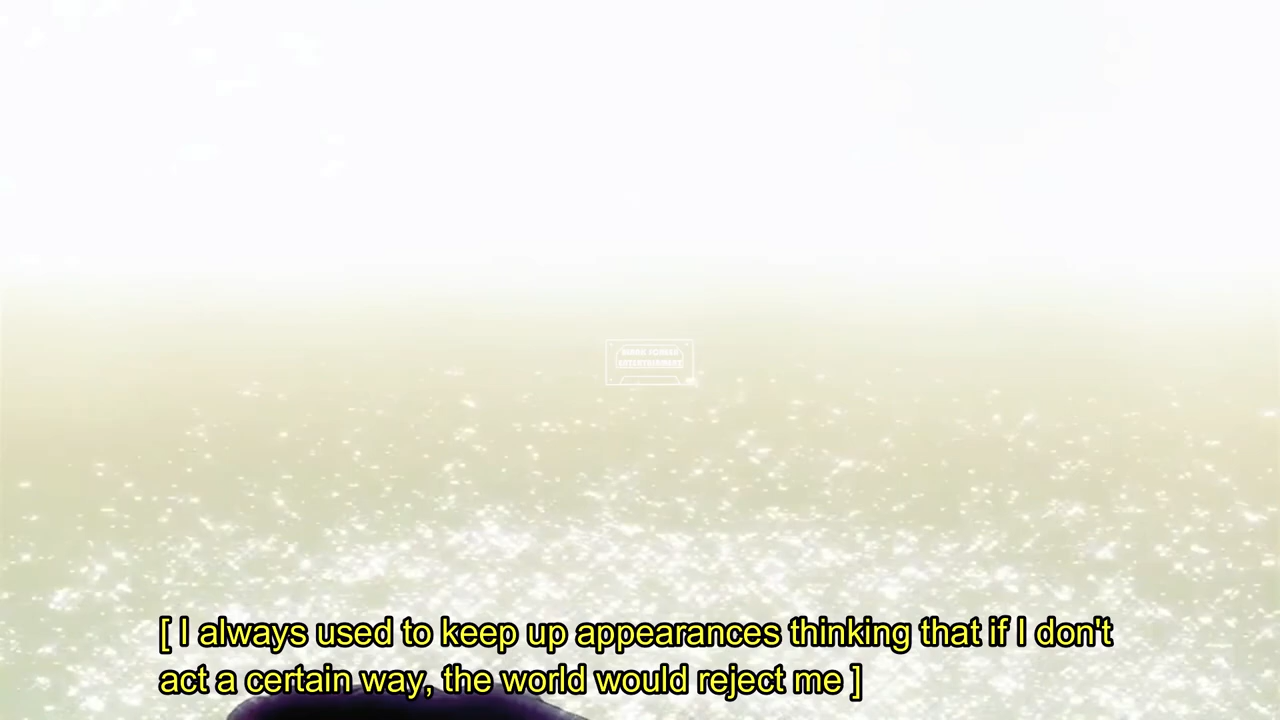 [ I always used to keep up appearances thinking that if I don't
act a certain way, the world would reject me ]